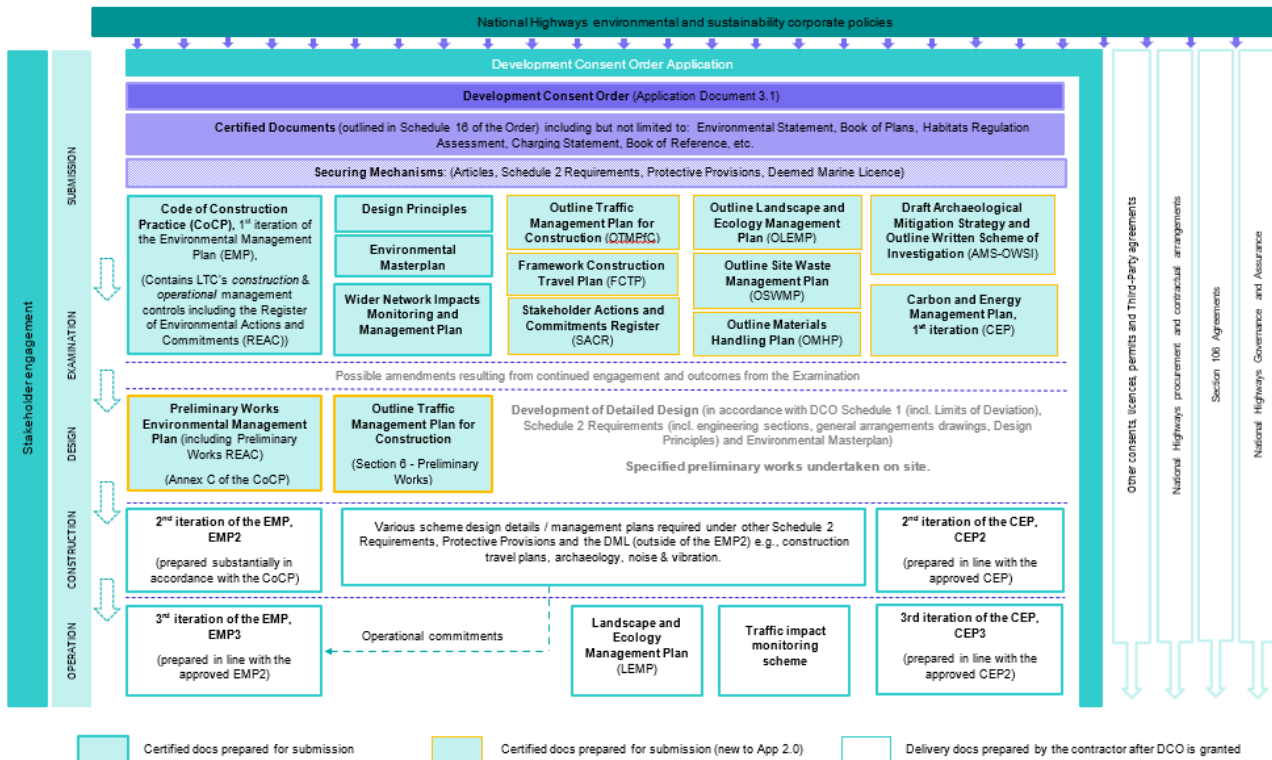 National Highways environmental and sustainability corporate policies
Development Consent Order Application
Development Consent Order (Application Document 3.1)
Certified Documents (outlined in Schedule 16 of the Order) including but not limited to: Environmental Statement, Book of Plans, Habitats Regulation
Assessment, Charging Statement, Book of Reference, etc.
Securing Mechanisms: (Articles, Schedule 2 Requirements, Protective Provisions, Deemed Marine Licence)
Stakeholder engagement
SUBMISSION
EXAMINATION
DESIGN
CONSTRUCTION
OPERATION
Code of Construction
Practice (CoCP), 1st iteration of
the Environmental Management
Plan (EMP),
(Contains LTC's construction &
operational management
controls including the Register
of Environmental Actions and
Commitments (REAC))
Design Principles
Environmental
Masterplan
Wider Network Impacts
Monitoring and
Management Plan
Outline Traffic
Management Plan for
Construction (OTMPfC)
Framework Construction
Travel Plan (FCTP)
Stakeholder Actions and
Commitments Register
(SACR)
Outline Landscape and
Ecology Management
Plan (OLEMP)
Outline Site Waste
Management Plan
(OSWMP)
Outline Materials
Handling Plan (OMHP)
Draft Archaeological
Mitigation Strategy and
Outline Written Scheme of
Investigation (AMS-OWSI)
Carbon and Energy
Management Plan,
1st iteration (CEP)
Possible amendments resulting from continued engagement and outcomes from the Examination
Preliminary Works
Environmental Management
Plan (including Preliminary
Works REAC)
(Annex C of the CoCP)
Outline Traffic
Management Plan for
Construction
(Section 6 - Preliminary
Works)
Development of Detailed Design (in accordance with DCO Schedule 1 (incl. Limits of Deviation),
Schedule 2 Requirements (incl. engineering sections, general arrangements drawings, Design
Principles) and Environmental Masterplan)
Specified preliminary works undertaken on site.
2nd iteration of the EMP,
EMP2
(prepared substantially in
accordance with the CoCP)
Various scheme design details / management plans required under other Schedule 2
Requirements, Protective Provisions and the DML (outside of the EMP2) e.g., construction
travel plans, archaeology, noise & vibration.
2nd iteration of the CEP,
CEP2
(prepared in line with the
approved CEP)
3rd iteration of the EMP,
EMP3
(prepared in line with the
approved EMP2)
Operational commitments
Landscape and
Ecology
Management Plan
(LEMP)
Traffic impact
monitoring
scheme
3rd iteration of the CEP,
CEP3
(prepared in line with the
approved CEP2)
Other consents, licences, permits and Third-Party agreements
National Highways procurement and contractual arrangements
Section 106 Agreements
National Highways Governance and Assurance
Certified docs prepared for submission
Certified docs prepared for submission (new to App 2.0)
Delivery docs prepared by the contractor after DCO is granted